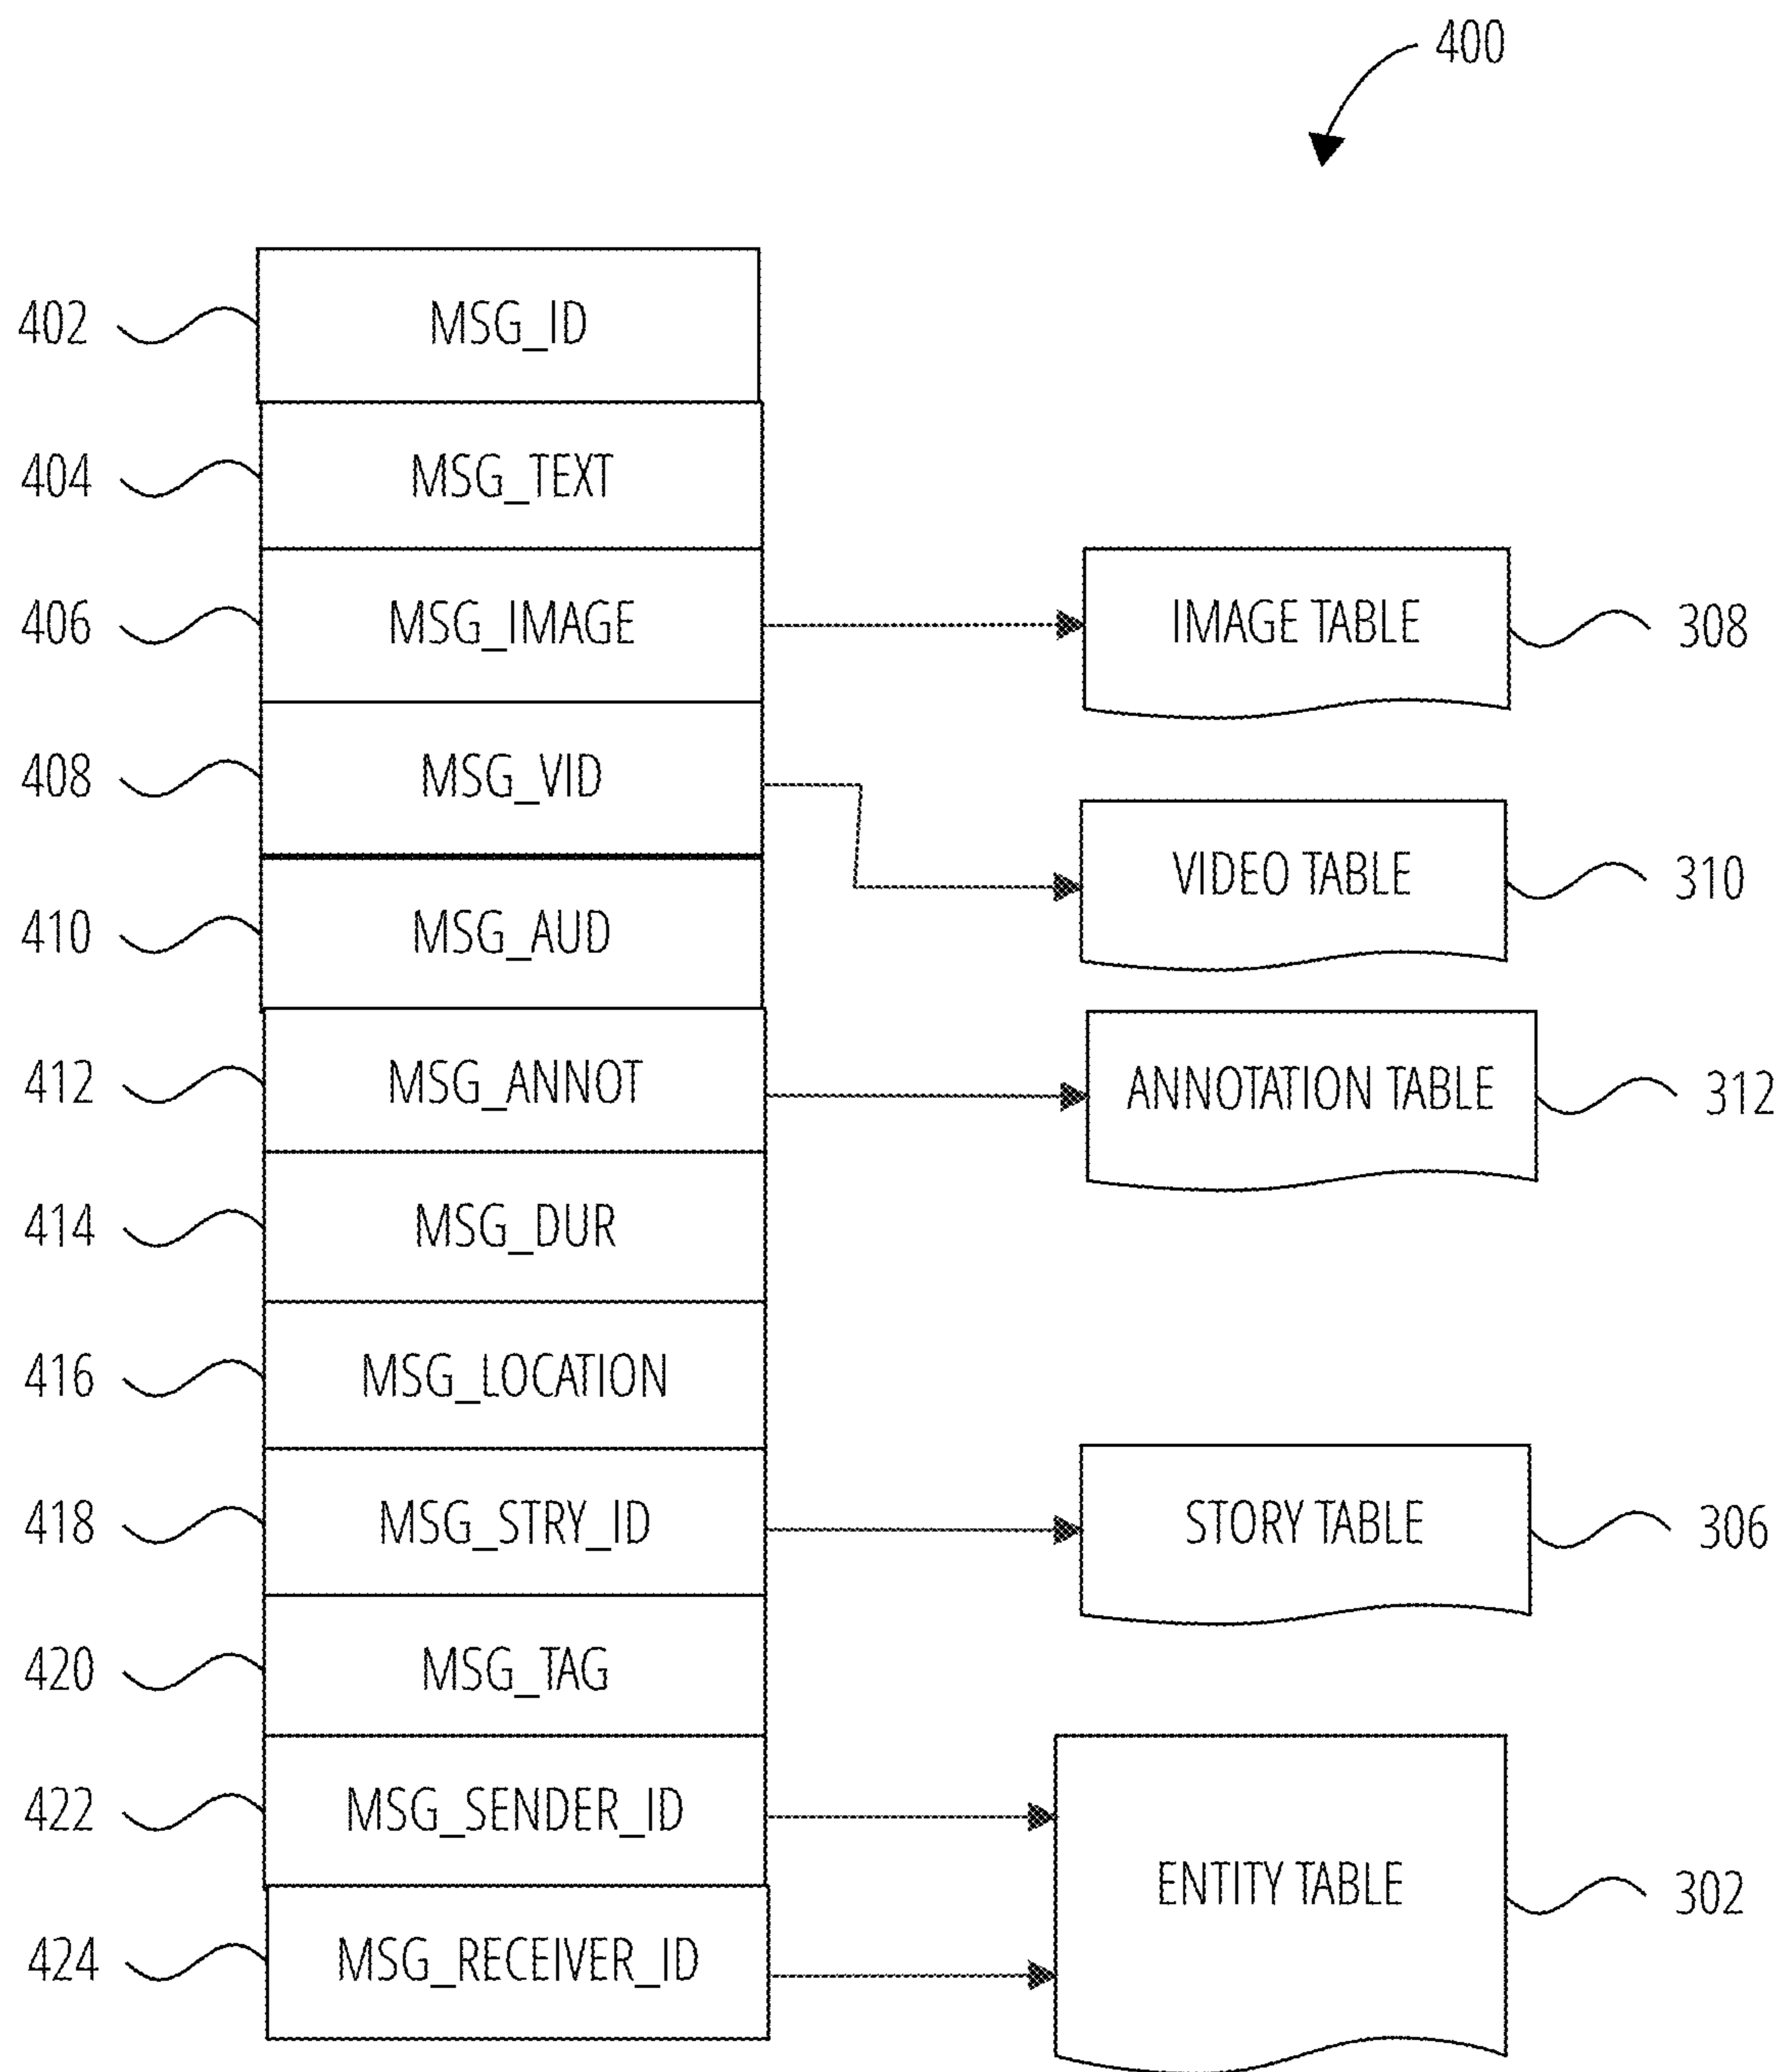 400
402 MSG_ID
404 MSG_TEXT
406 MSG_IMAGE IMAGE TABLE 308
408 MSG_VID
VIDEO TABLE 310
410 MSG_AUD
412 MSG_ANNOT ANNOTATION TABLE 312
414 MSG_DUR
416 MSG_LOCATION
418 MSG_STRY_ID STORY TABLE 306
420 MSG_TAG
422 MSG_SENDER_ID
ENTITY TABLE 302
424 MSG_RECEIVER_ID